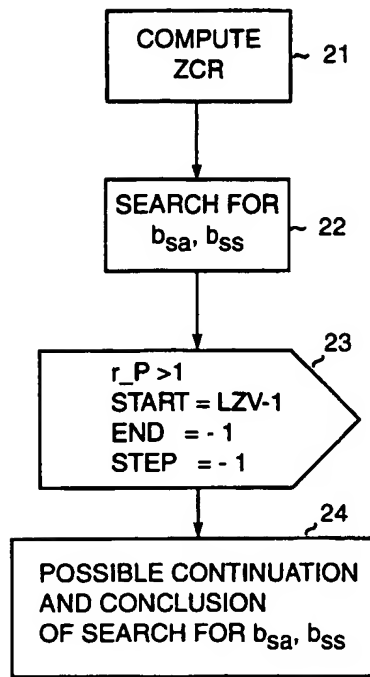 COMPUTE
ZCR
~ 21
SEARCH FOR
b_sa, b_ss
~ 22
23
r_P >1
START = LZV-1
END = - 1
STEP = - 1
24
POSSIBLE CONTINUATION
AND CONCLUSION
OF SEARCH FOR b_sa, b_ss